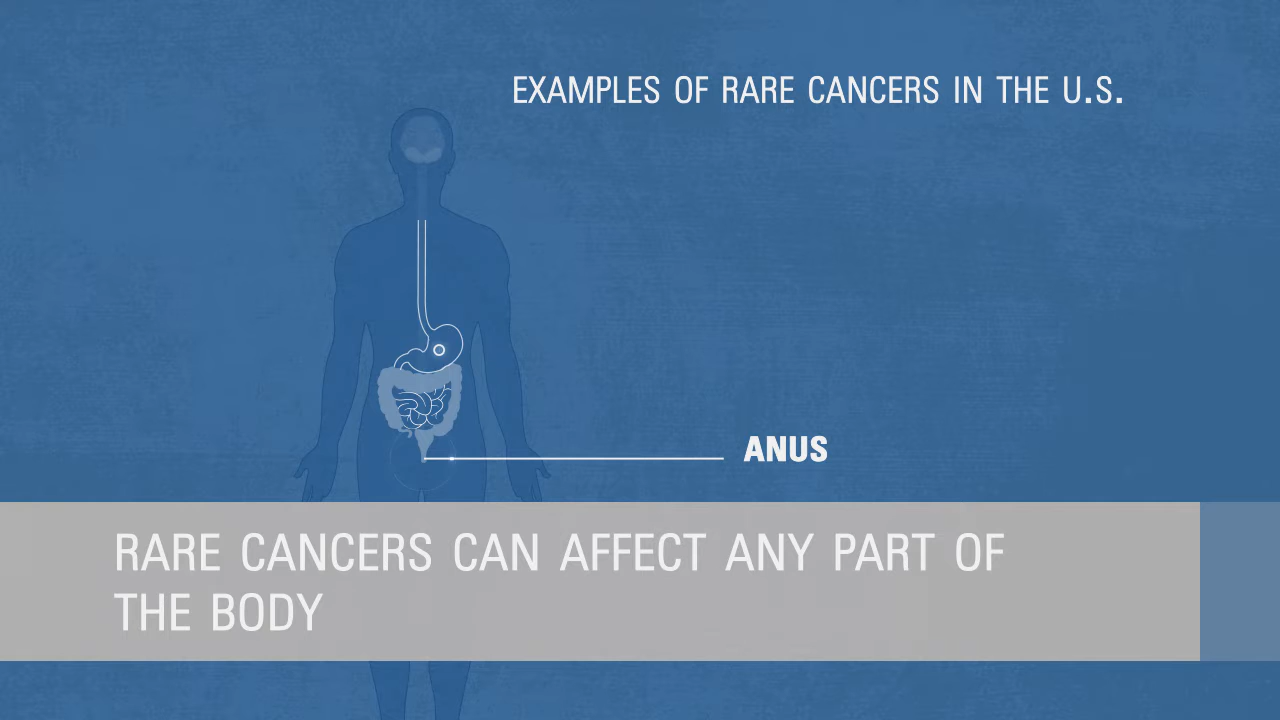 EXAMPLES OF RARE CANCERS IN THE U.S.
ANUS
RARE CANCERS CAN AFFECT ANY PART OF
THE BODY